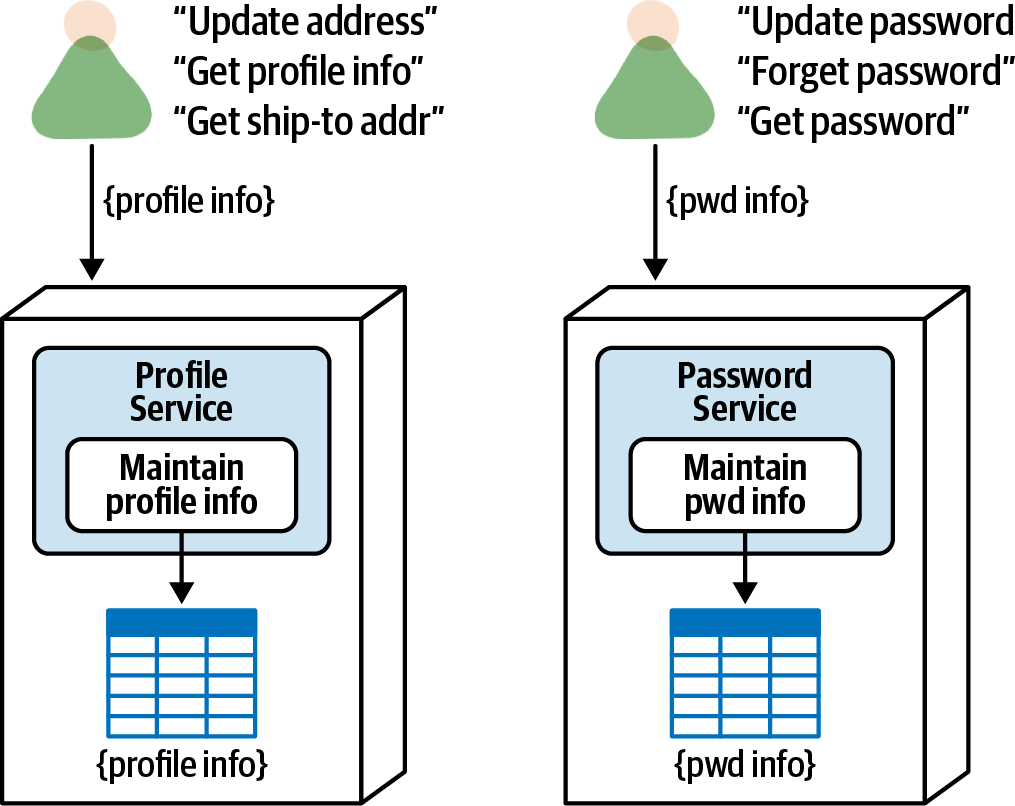 “Update address”
“Get profile info”
“Get ship-to addr”
{profile info}
Profile
Service
Maintain
profile info
{profile info}
“Update password
“Forget password”
“Get password”
{pwd info}
Password
Service
Maintain
pwd info
{pwd info}